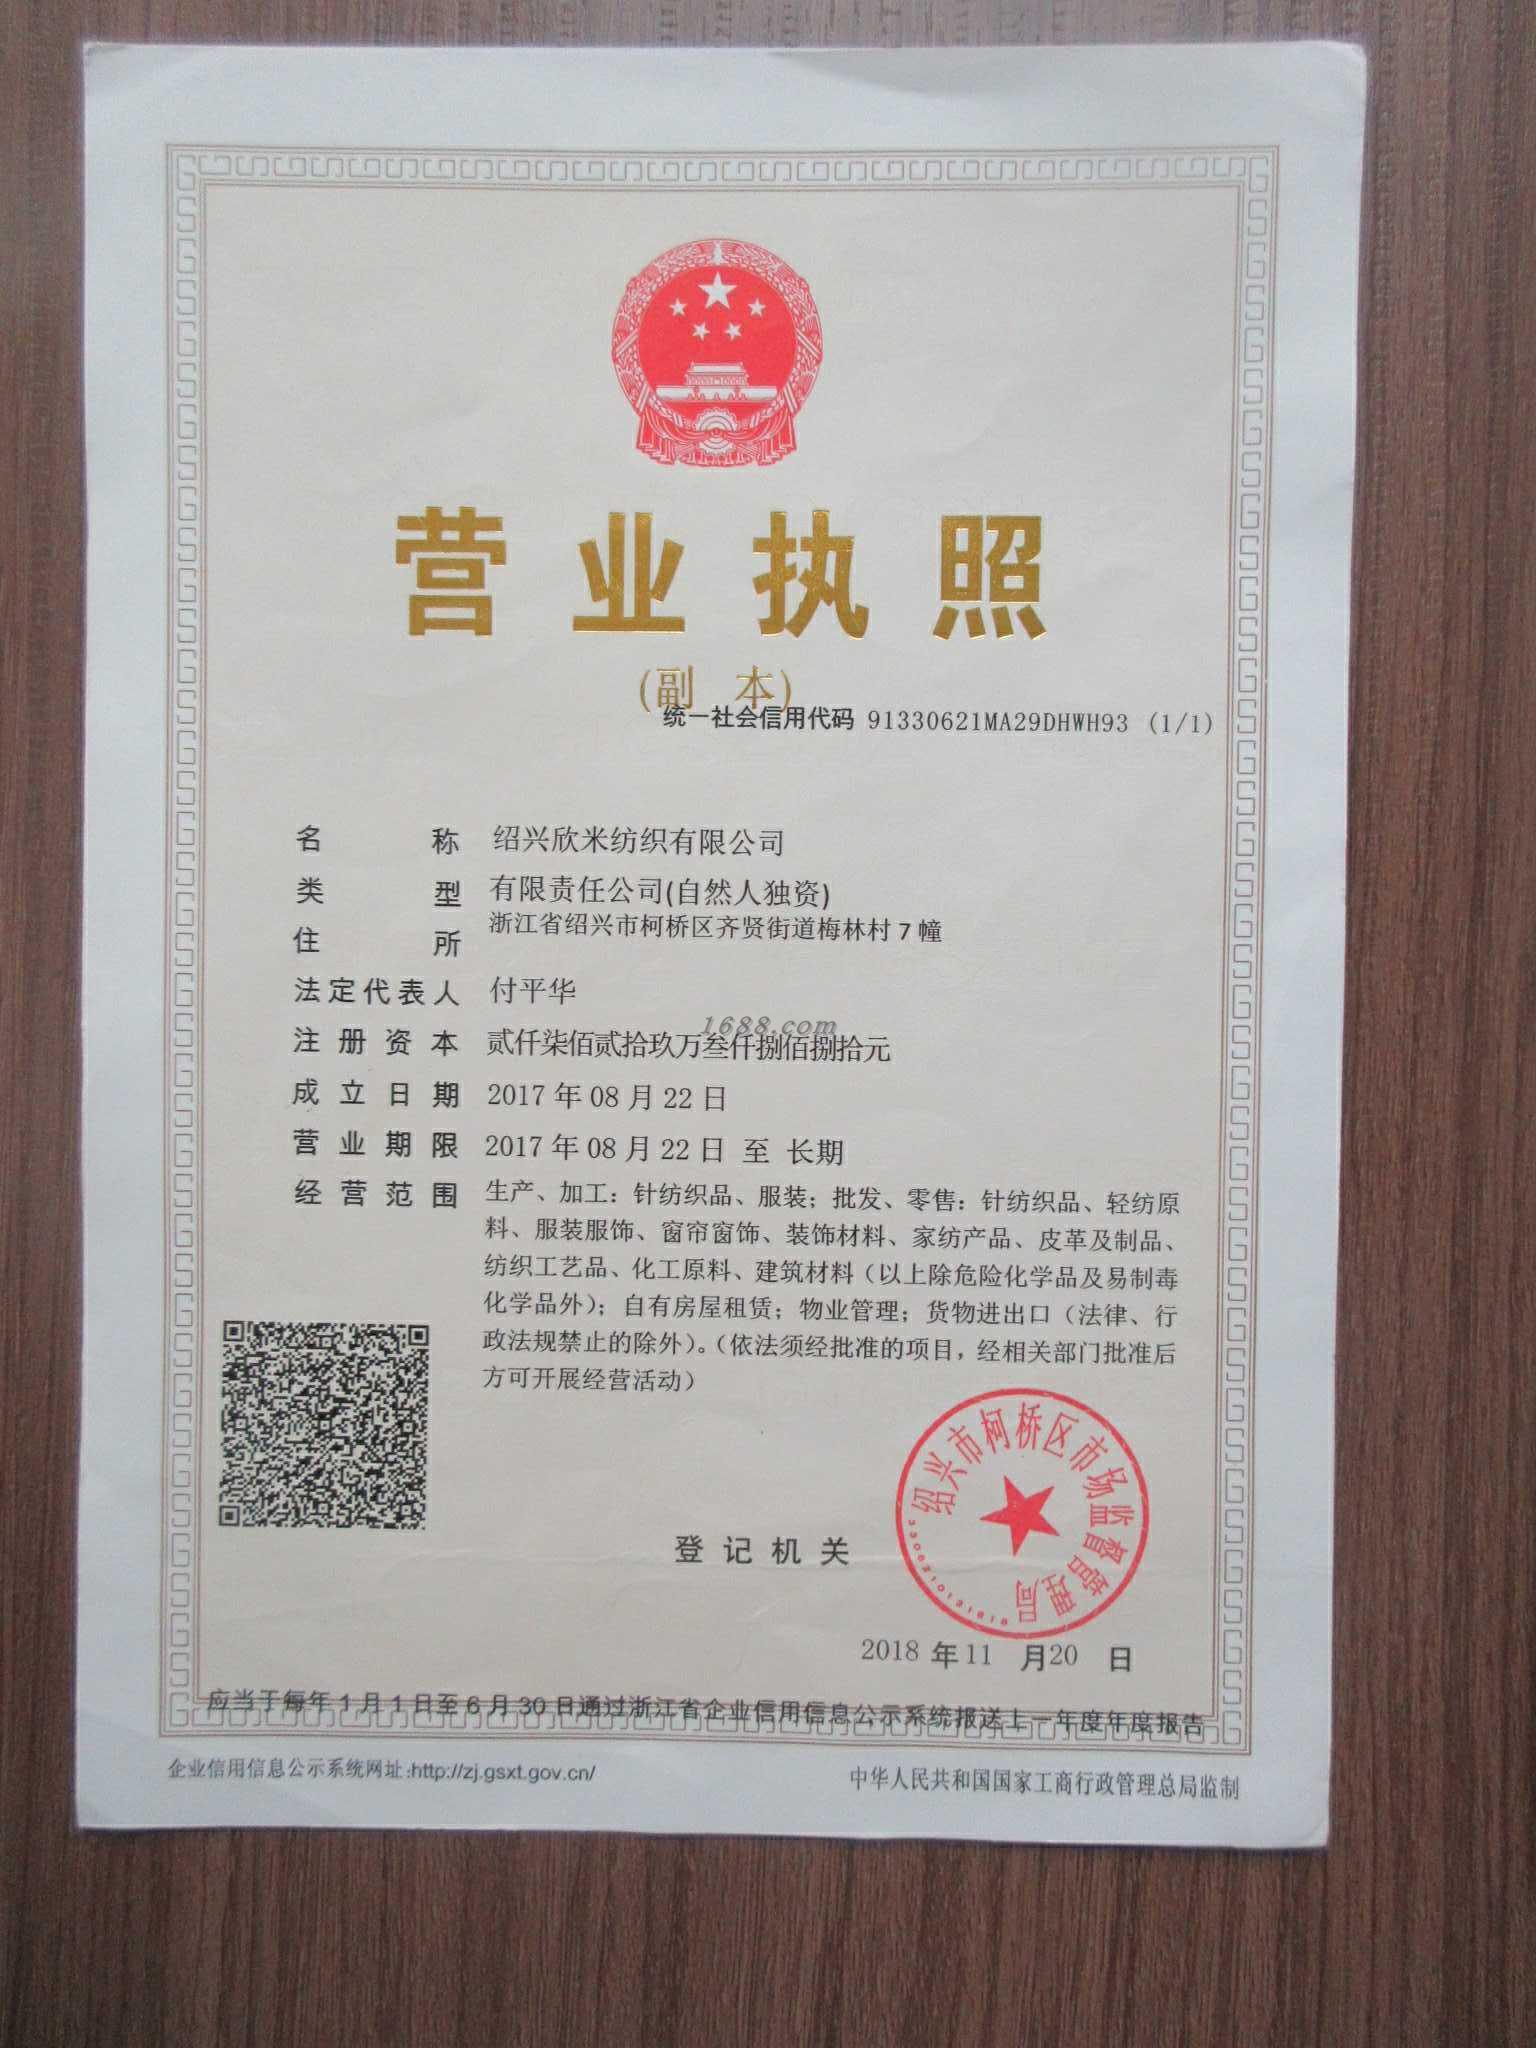 营业执照
(副 本)
统一社会信用代码 91330621MA29DHWH93 (1/1)
名称 绍兴欣米纺织有限公司
类型 有限责任公司(自然人独资)
住所 浙江省绍兴市柯桥区齐贤街道梅林村7幢
法定代表人 付平华
1688.com
注册资本 贰仟柒佰贰拾玖万叁仟捌佰捌拾元
成立日期 2017年08月22日
营业期限 2017年08月22日 至 长期
经营范围 生产、加工：针纺织品、服装；批发、零售：针纺织品、轻纺原
料、服装服饰、窗帘窗饰、装饰材料、家纺产品、皮革及制品、
纺织工艺品、化工原料、建筑材料（以上除危险化学品及易制毒
化学品外）；自有房屋租赁；物业管理；货物进出口（法律、行
政法规禁止的除外）。（依法须经批准的项目，经相关部门批准后
方可开展经营活动）
绍兴市柯桥区市场监督管理局
登记机关
2018年11月20日
应当于每年1月1日至6月30日通过浙江省企业信用信息公示系统报送上一年度年度报告
企业信用信息公示系统网址:http://zj.gsxt.gov.cn/
中华人民共和国国家工商行政管理总局监制